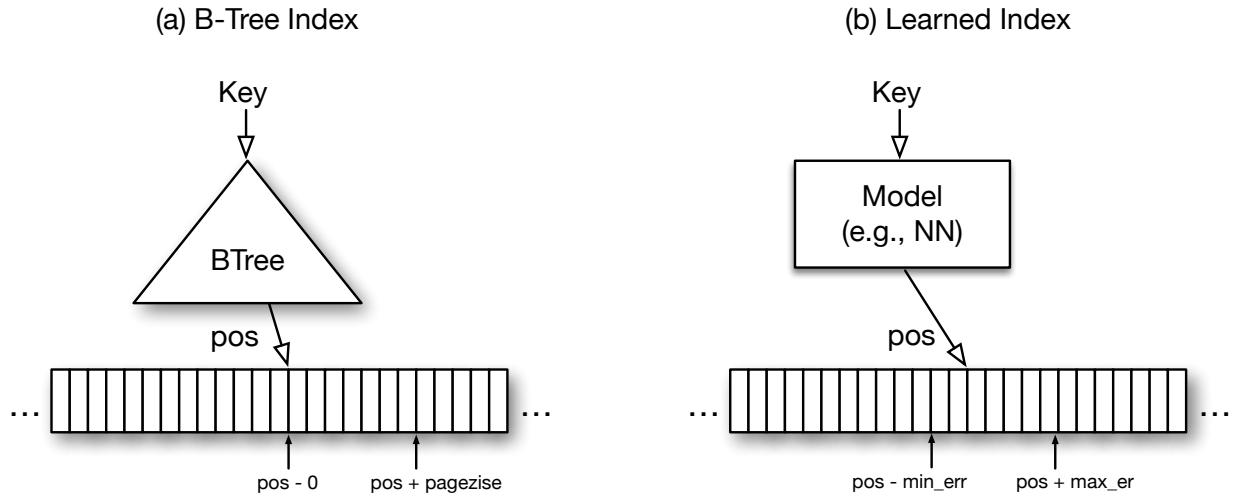 (a) B-Tree Index
Key
BTree
pos
...
...
pos - 0
pos + pagezise
(b) Learned Index
Key
Model
(e.g., NN)
pos
...
...
pos - min_err
pos + max_er